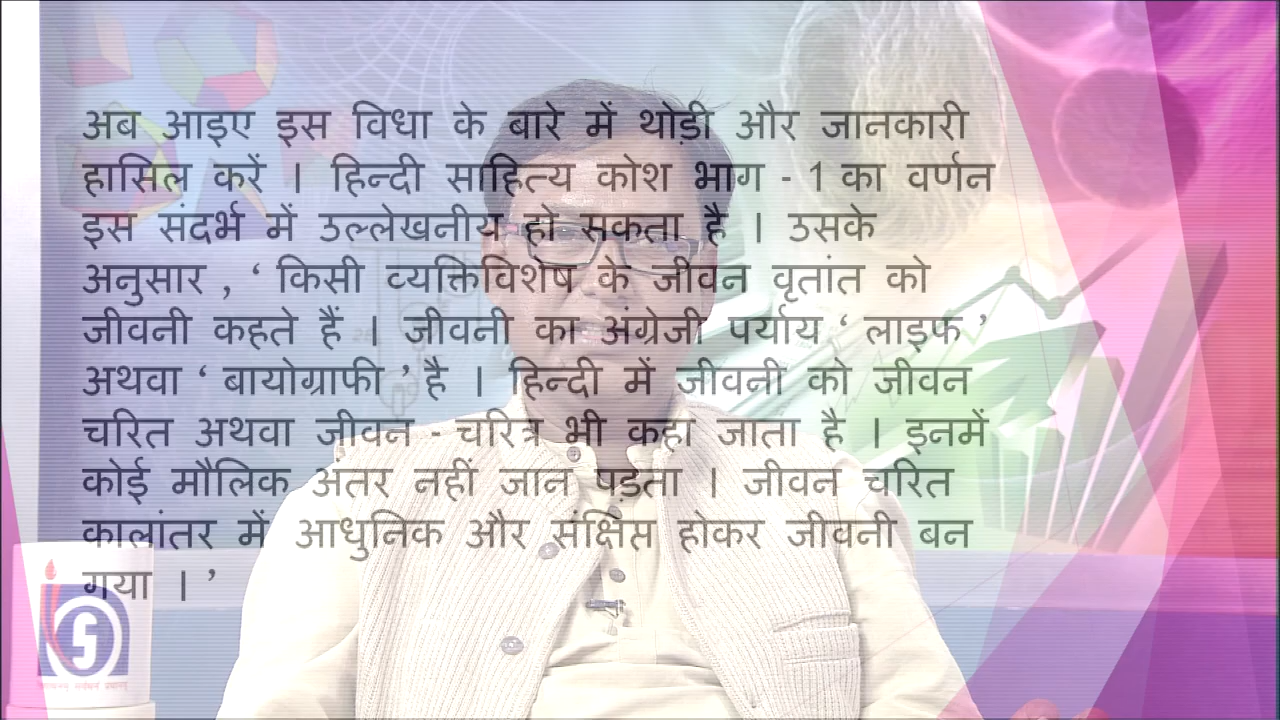 अब आइए इस विधा के बारे में थोड़ी और जानकारी
हासिल करें । हिन्दी साहित्य कोश भाग - 1 का वर्णन
इस संदर्भ में उल्लेखनीय हो सकता है । उसके
अनुसार , ‘ किसी व्यक्तिविशेष के जीवन वृतांत को
जीवनी कहते हैं । जीवनी का अंग्रेजी पर्याय ‘ लाइफ ’
अथवा ‘ बायोग्राफी ’ है । हिन्दी में जीवनी को जीवन
चरित अथवा जीवन - चरित्र भी कहा जाता है । इनमें
कोई मौलिक अंतर नहीं जान पड़ता । जीवन चरित
कालांतर में आधुनिक और संक्षिप्त होकर जीवनी बन
गया । ’